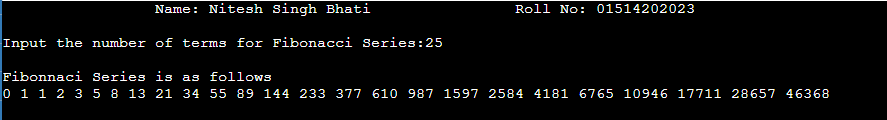 Name: Nitesh Singh Bhati Roll No: 01514202023
Input the number of terms for Fibonacci Series:25
Fibonnaci Series is as follows
0 1 1 2 3 5 8 13 21 34 55 89 144 233 377 610 987 1597 2584 4181 6765 10946 17711 28657 46368